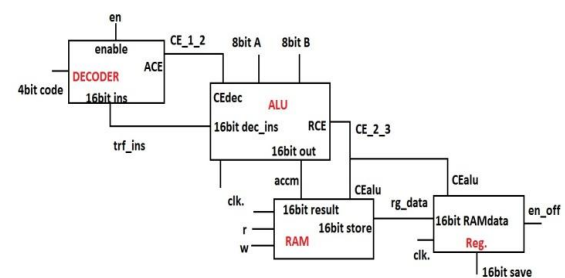 en
enable
CE_1_2
ACE
DECODER
4bit code
16bit ins
trf_ins
8bit A
8bit B
CEdec
ALU
16bit dec_ins
RCE
CE_2_3
16bit out
accm
clk.
CEalu
16bit result
16bit store
r
w
RAM
rg_data
CEalu
16bit RAMdata
en_off
Reg.
clk.
16bit save